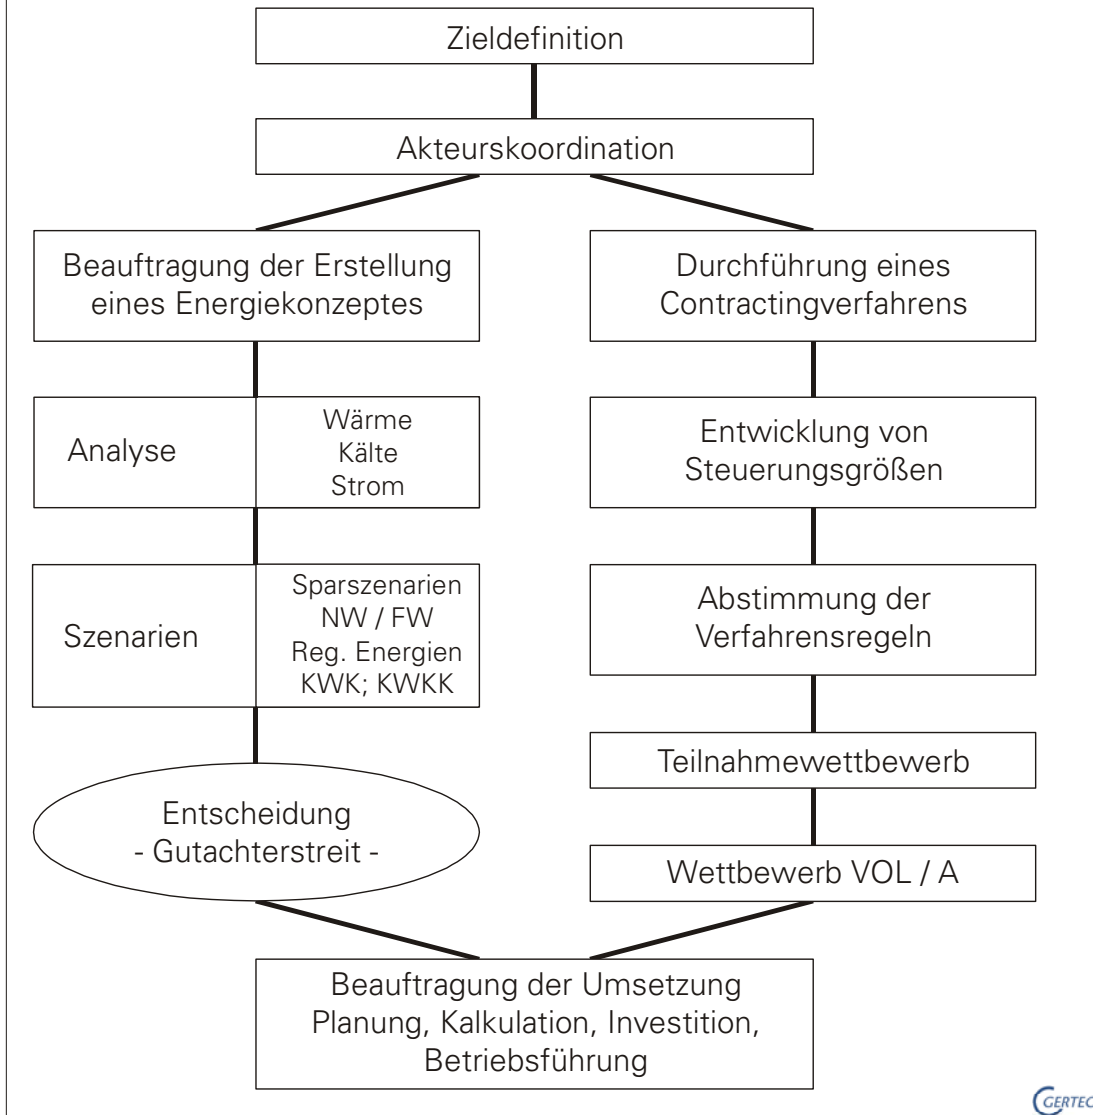 Zieldefinition
Akteurskoordination
Beauftragung der Erstellung
eines Energiekonzeptes
Analyse
Wärme
Kälte
Strom
Szenarien
Sparszenarien
NW / FW
Reg. Energien
KWK; KWKK
Entscheidung
- Gutachterstreit -
Durchführung eines
Contractingverfahrens
Entwicklung von
Steuerungsgrößen
Abstimmung der
Verfahrensregeln
Teilnahmewettbewerb
Wettbewerb VOL / A
Beauftragung der Umsetzung
Planung, Kalkulation, Investition,
Betriebsführung
GERTEC